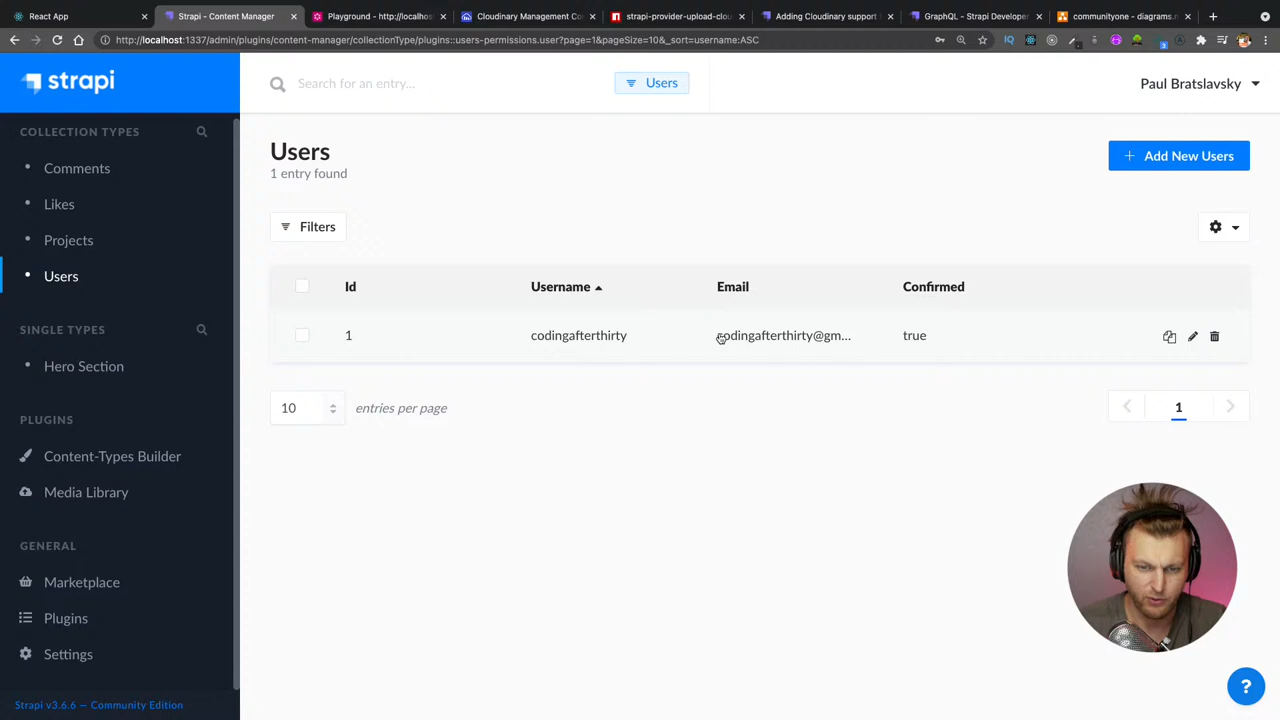 React App
Strapi - Content Manager
Playground - http://localhos
Cloudinary Management Co
strapi-provider-upload-clou
Adding Cloudinary support
GraphQL - Strapi Developer
communityone - diagrams.n
http://localhost:1337/admin/plugins/content-manager/collectionType/plugins::users-permissions.user?page=1&pageSize=10&_sort=username:ASC
strapi
Search for an entry...
Users
Paul Bratslavsky
COLLECTION TYPES
Comments
Likes
Projects
Users
SINGLE TYPES
Hero Section
PLUGINS
Content-Types Builder
Media Library
GENERAL
Marketplace
Plugins
Settings
Strapi v3.6.6 — Community Edition
Users
1 entry found
Add New Users
Filters
Id Username Email Confirmed
1 codingafterthirty codingafterthirty@gm... true
10 entries per page
1
?